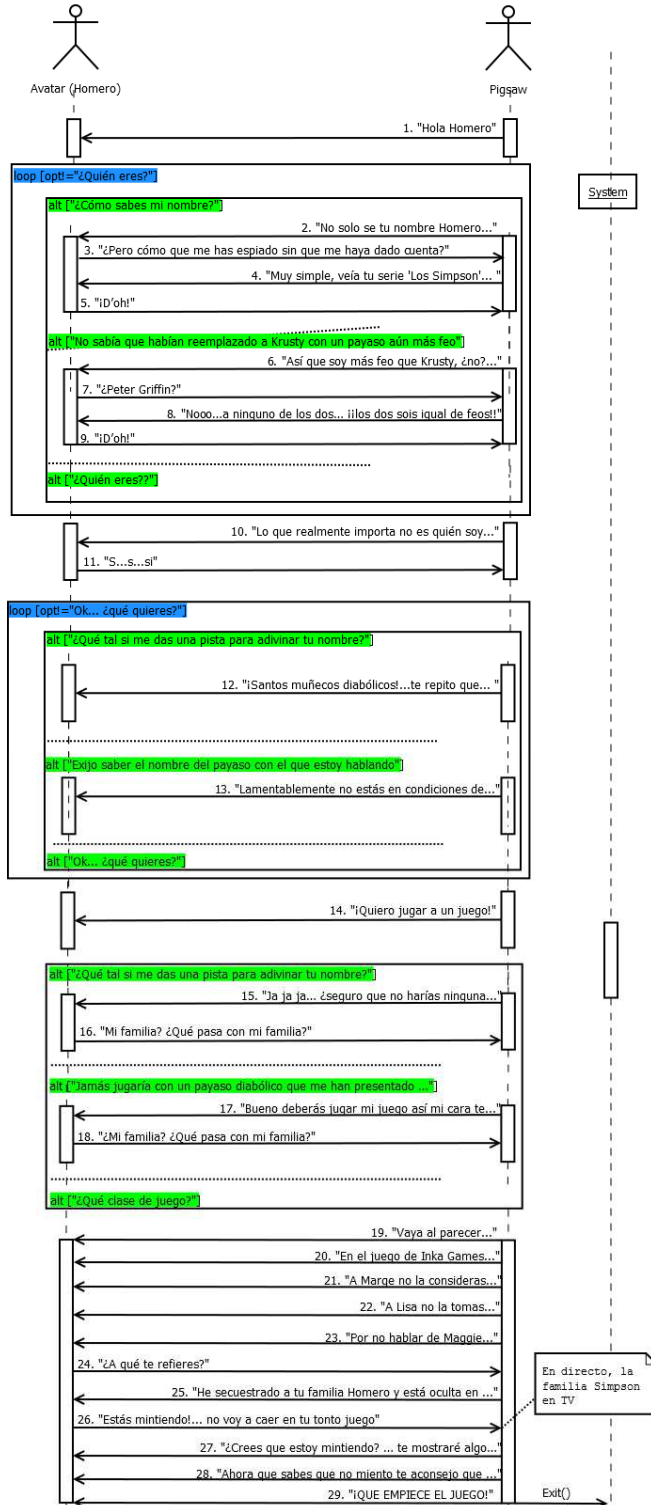 Avatar (Homero)
Pigsaw
1. "Hola Homero"
loop [opt!="¿Quién eres?"]
System
alt ["¿Cómo sabes mi nombre?"]
2. "No solo se tu nombre Homero..."
3. "¿Pero cómo que me has espiado sin que me haya dado cuenta?"
4. "Muy simple, veía tu serie 'Los Simpson'... "
5. "¡D'oh!"
alt ["No sabía que habían reemplazado a Krusty con un payaso aún más feo"]
6. "Así que soy más feo que Krusty, ¿no?..."
7. "¿Peter Griffin?"
8. "Nooo...a ninguno de los dos... ¡¡los dos sois igual de feos!!"
9. "¡D'oh!"
alt ["¿Quién eres??"]
10. "Lo que realmente importa no es quién soy..."
11. "S...s...si"
loop [opt!="Ok... ¿qué quieres?"]
alt ["¿Qué tal si me das una pista para adivinar tu nombre?"]
12. "¡Santos muñecos diabólicos!...te repito que... "
alt ["Exijo saber el nombre del payaso con el que estoy hablando"]
13. "Lamentablemente no estás en condiciones de..."
alt ["Ok... ¿qué quieres?"]
14. "¡Quiero jugar a un juego!"
alt ["¿Qué tal si me das una pista para adivinar tu nombre?"]
15. "Ja ja ja... ¿seguro que no harías ninguna..."
16. "Mi familia? ¿Qué pasa con mi familia?"
alt ["Jamás jugaría con un payaso diabólico que me han presentado ..."]
17. "Bueno deberás jugar mi juego así mi cara te..."
18. "¿Mi familia? ¿Qué pasa con mi familia?"
alt ["¿Qué clase de juego?"]
19. "Vaya al parecer..."
20. "En el juego de Inka Games..."
21. "A Marge no la consideras..."
22. "A Lisa no la tomas..."
23. "Por no hablar de Maggie..."
24. "¿A qué te refieres?"
En directo, la
familia Simpson
en TV
25. "He secuestrado a tu familia Homero y está oculta en ..."
26. "Estás mintiendo!... no voy a caer en tu tonto juego"
27. "¿Crees que estoy mintiendo? ... te mostraré algo..."
28. "Ahora que sabes que no miento te aconsejo que ..."
29. "¡QUE EMPIECE EL JUEGO!"
Exit()